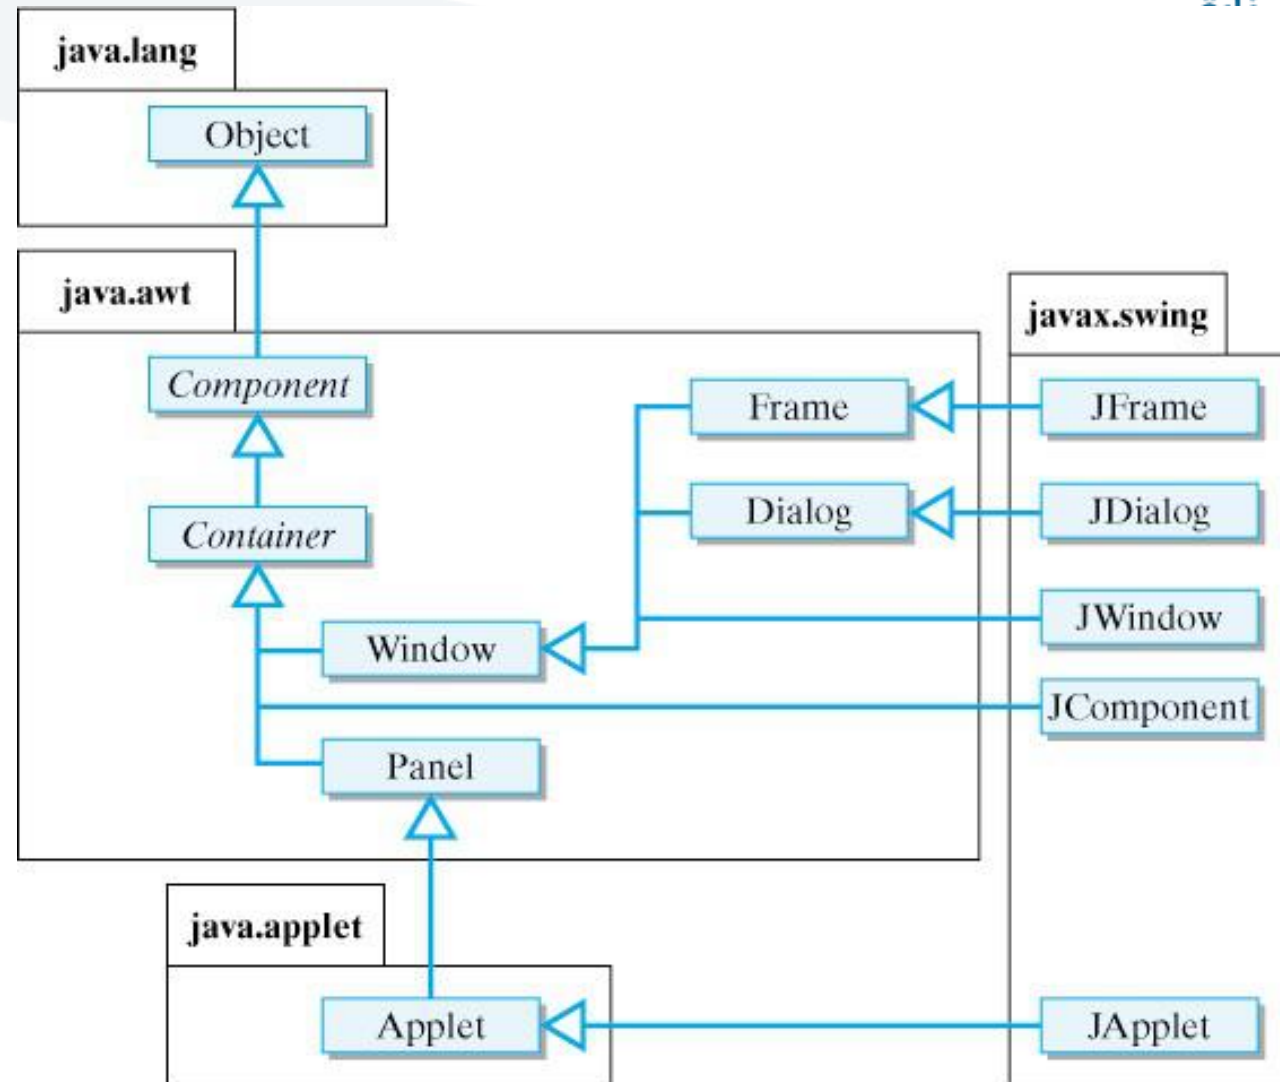 java.lang
Object
java.awt
javax.swing
Component
Frame
JFrame
Dialog
JDialog
Container
JWindow
Window
JComponent
Panel
java.applet
Applet
JApplet